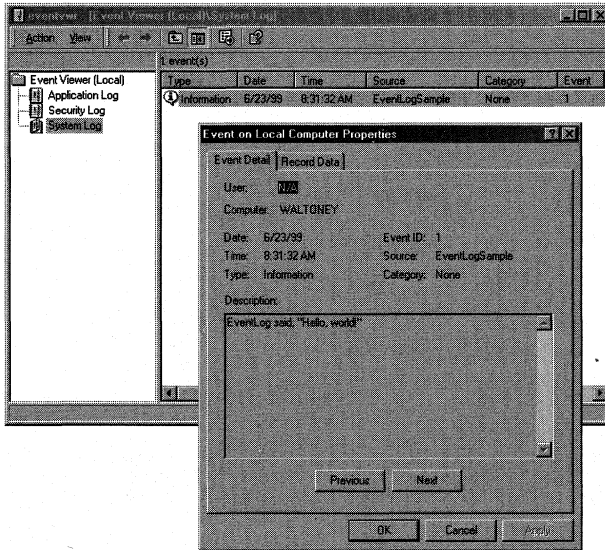 eventvwr - [Event Viewer (Local)\System Log]
Action View
1 event(s)
Event Viewer (Local)
Application Log
Security Log
System Log
Type Date Time Source Category Event
Information 6/23/99 8:31:32 AM EventLogSample None 1
Event on Local Computer Properties
Event Detail Record Data
User: N/A
Computer: WALTONEY
Date: 6/23/99 Event ID: 1
Time: 8:31:32 AM Source: EventLogSample
Type: Information Category: None
Description:
EventLog said, "Hello, world!"
Previous Next
OK Cancel Apply